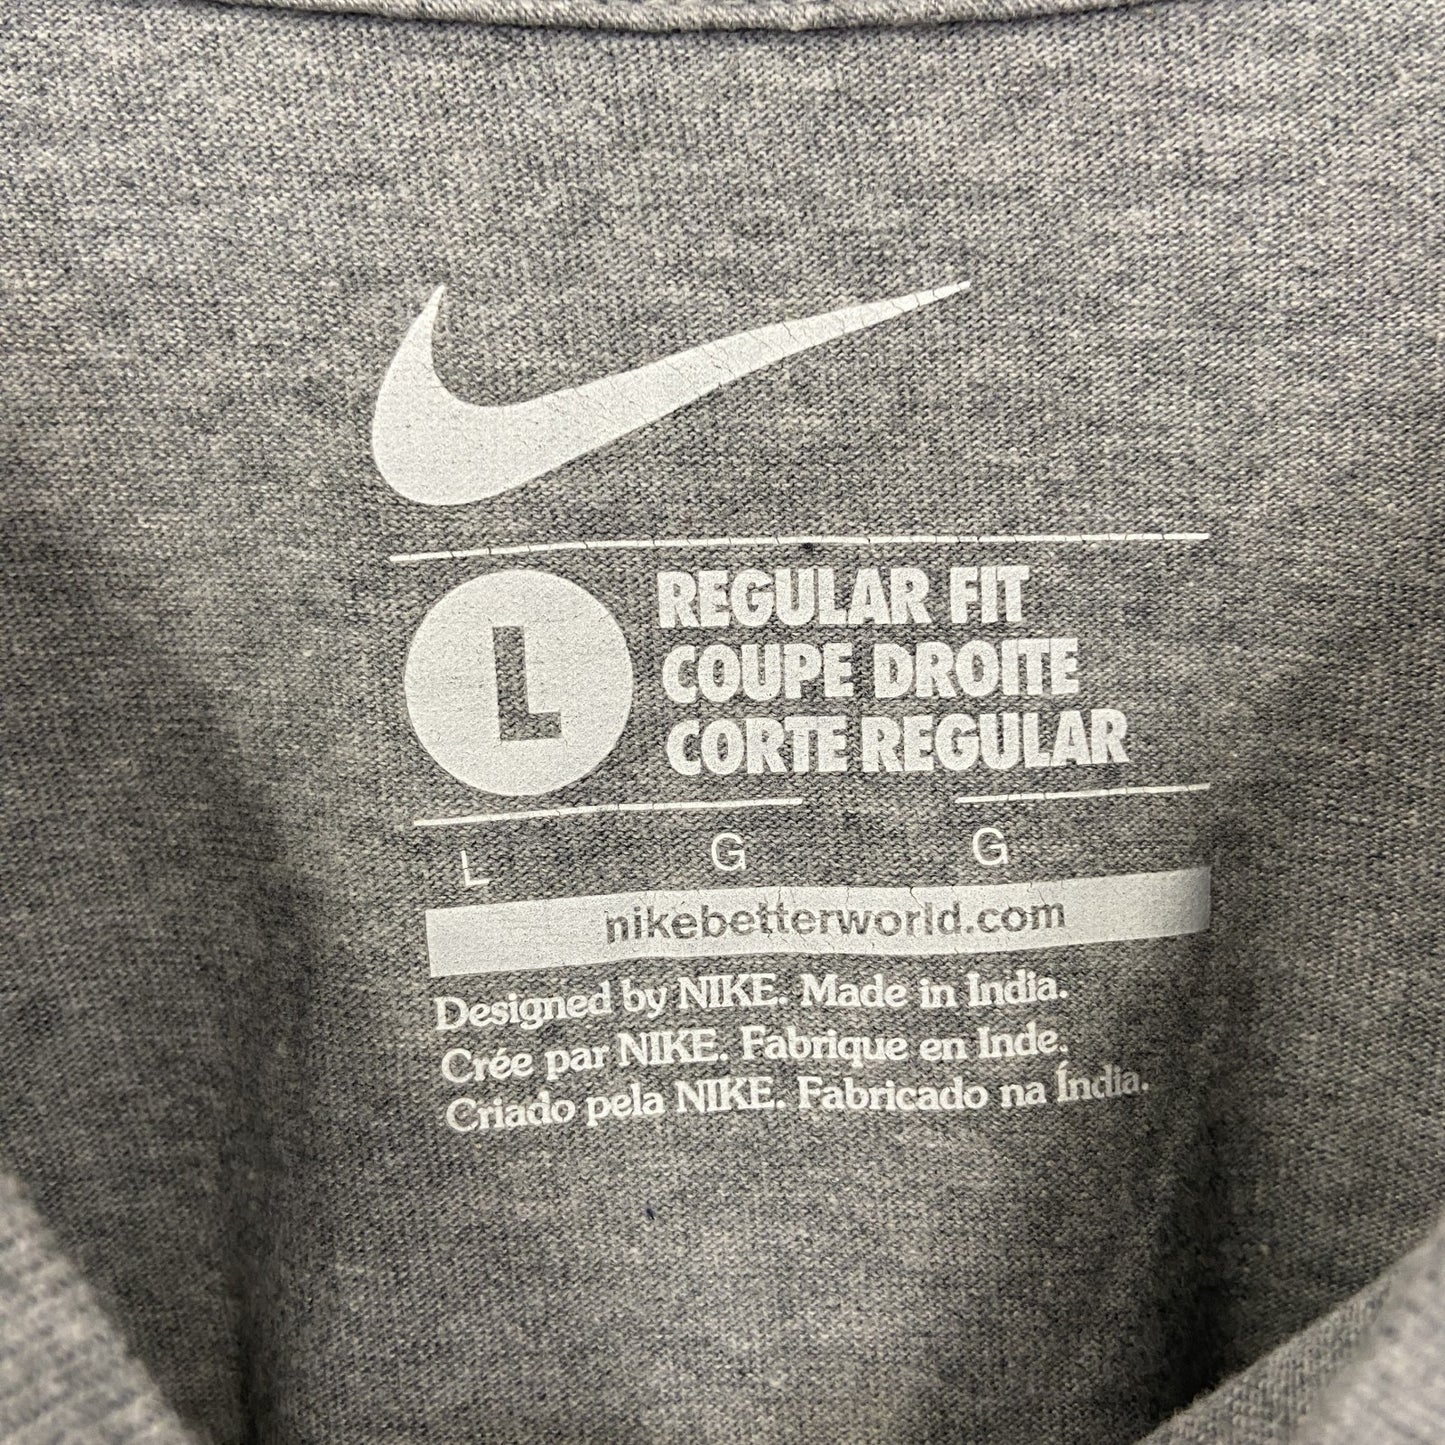 L
REGULAR FIT
COUPE DROITE
CORTE REGULAR
L G G
nikebetterworld.com
Designed by NIKE. Made in India.
Crée par NIKE. Fabrique en Inde.
Criado pela NIKE. Fabricado na Índia.